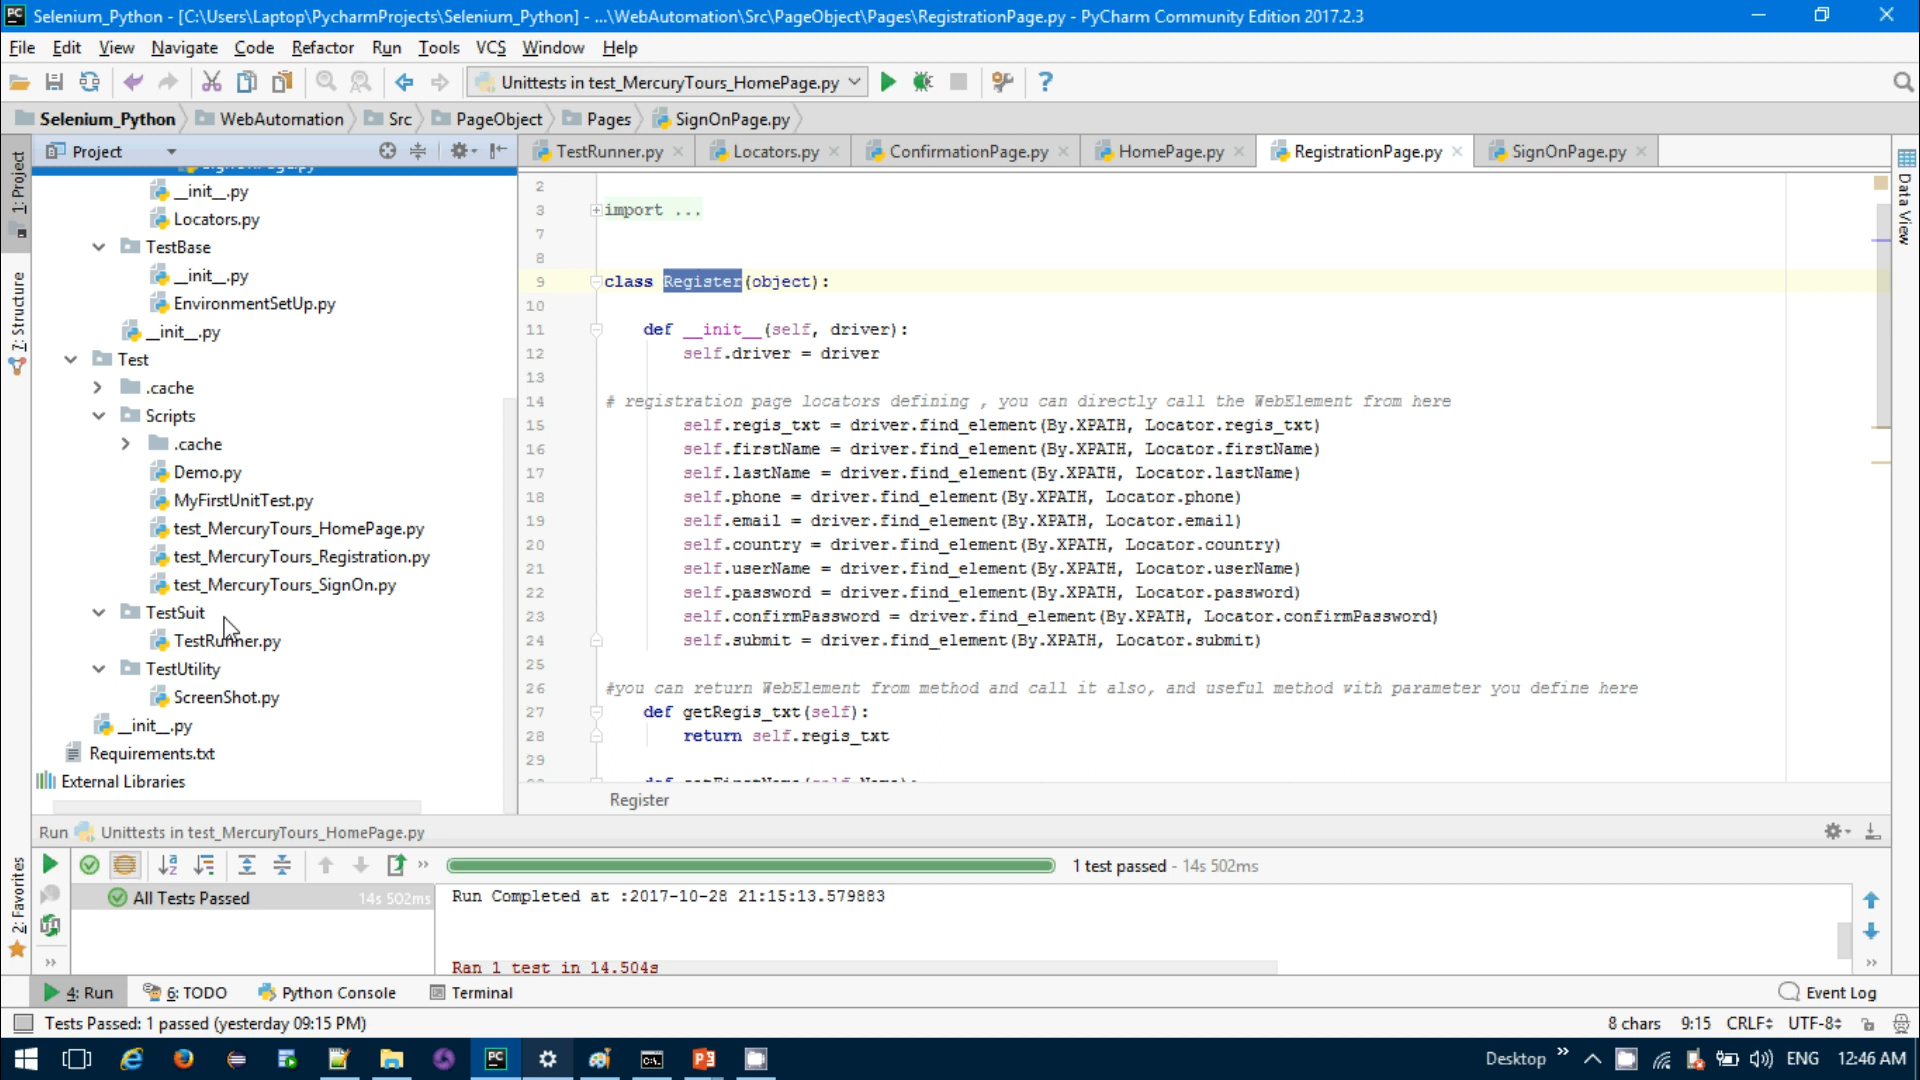 Selenium_Python - [C:\Users\Laptop\PycharmProjects\Selenium_Python] - ...\WebAutomation\Src\PageObject\Pages\RegistrationPage.py - PyCharm Community Edition 2017.2.3
File Edit View Navigate Code Refactor Run Tools VCS Window Help
Unittests in test_MercuryTours_HomePage.py
Selenium_Python WebAutomation Src PageObject Pages SignOnPage.py
Project
TestRunner.py Locators.py ConfirmationPage.py HomePage.py RegistrationPage.py SignOnPage.py
1: Project
7: Structure
2: Favorites
Data View
__init__.py
Locators.py
TestBase
__init__.py
EnvironmentSetUp.py
__init__.py
Test
.cache
Scripts
.cache
Demo.py
MyFirstUnitTest.py
test_MercuryTours_HomePage.py
test_MercuryTours_Registration.py
test_MercuryTours_SignOn.py
TestSuit
TestRunner.py
TestUtility
ScreenShot.py
__init__.py
Requirements.txt
External Libraries
2
3 import ...
7
8
9 class Register(object):
10
11 def __init__(self, driver):
12 self.driver = driver
13
14 # registration page locators defining , you can directly call the WebElement from here
15 self.regis_txt = driver.find_element(By.XPATH, Locator.regis_txt)
16 self.firstName = driver.find_element(By.XPATH, Locator.firstName)
17 self.lastName = driver.find_element(By.XPATH, Locator.lastName)
18 self.phone = driver.find_element(By.XPATH, Locator.phone)
19 self.email = driver.find_element(By.XPATH, Locator.email)
20 self.country = driver.find_element(By.XPATH, Locator.country)
21 self.userName = driver.find_element(By.XPATH, Locator.userName)
22 self.password = driver.find_element(By.XPATH, Locator.password)
23 self.confirmPassword = driver.find_element(By.XPATH, Locator.confirmPassword)
24 self.submit = driver.find_element(By.XPATH, Locator.submit)
25
26 #you can return WebElement from method and call it also, and useful method with parameter you define here
27 def getRegis_txt(self):
28 return self.regis_txt
29
Register
Run Unittests in test_MercuryTours_HomePage.py
1 test passed - 14s 502ms
All Tests Passed 14s 502ms
Run Completed at :2017-10-28 21:15:13.579883
Ran 1 test in 14.504s
4: Run 6: TODO Python Console Terminal Event Log
Tests Passed: 1 passed (yesterday 09:15 PM) 8 chars 9:15 CRLF UTF-8
Desktop ENG 12:46 AM